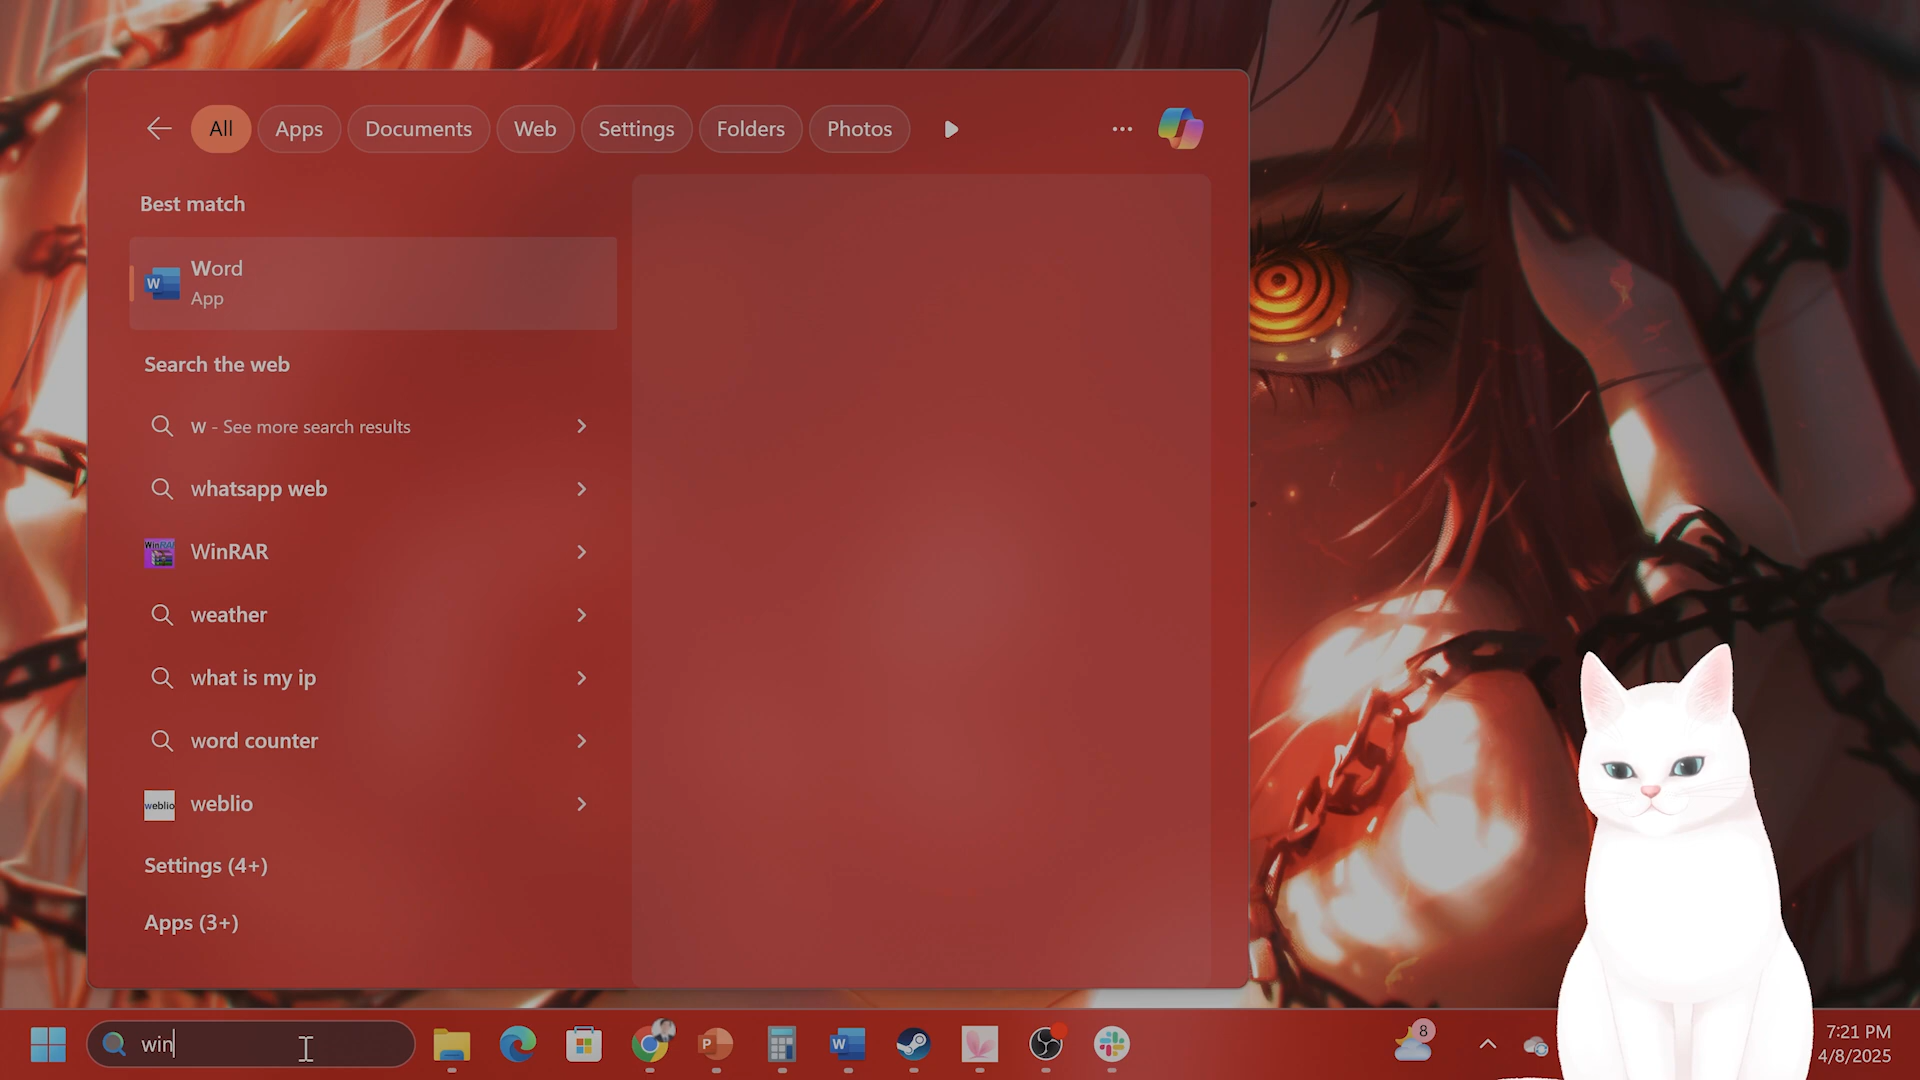 All
Apps
Documents
Web
Settings
Folders
Photos
Best match
Word
App
Search the web
w - See more search results
whatsapp web
WinRAR
WinRAR
weather
what is my ip
word counter
weblio
weblio
Settings (4+)
Apps (3+)
win
P
W
8
7:21 PM
4/8/2025